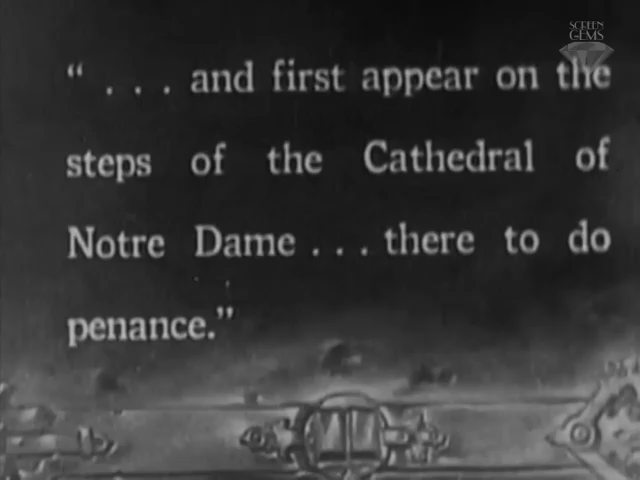 SCREEN
GEMS
“ . . . and first appear on the
steps of the Cathedral of
Notre Dame . . . there to do
penance.”